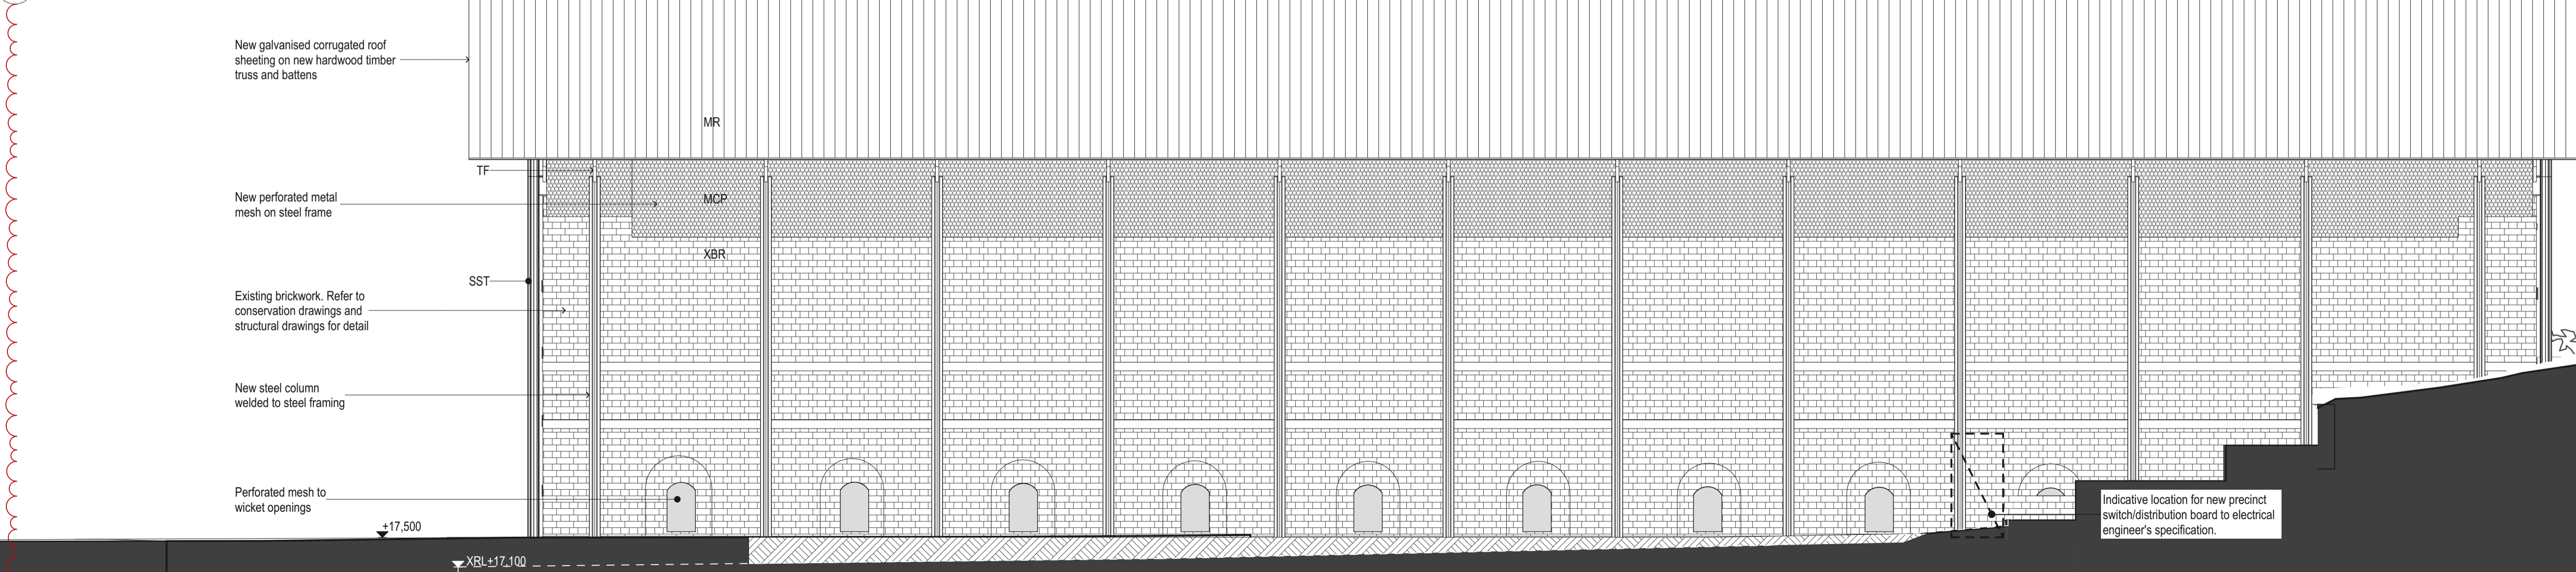 New galvanised corrugated roof
sheeting on new hardwood timber
truss and battens
MR
TF
New perforated metal
mesh on steel frame
MCP
XBR
SST
Existing brickwork. Refer to
conservation drawings and
structural drawings for detail
New steel column
welded to steel framing
Perforated mesh to
wicket openings
+17,500
XRL+17,100
Indicative location for new precinct
switch/distribution board to electrical
engineer's specification.